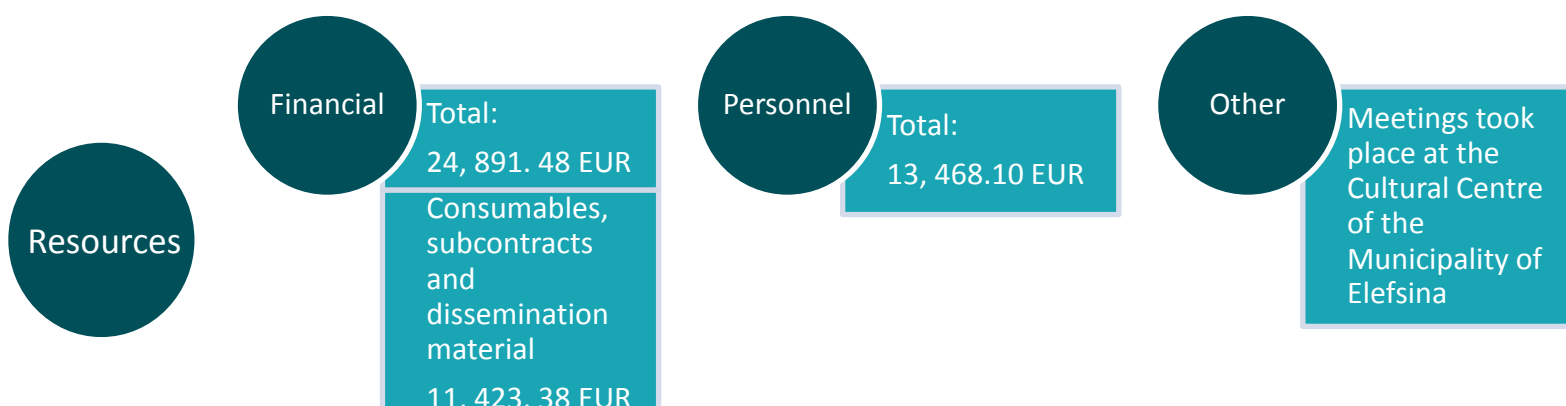 Resources
Financial
Total:
24, 891. 48 EUR
Consumables,
subcontracts
and
dissemination
material
11, 423, 38 EUR
Personnel
Total:
13, 468.10 EUR
Other
Meetings took
place at the
Cultural Centre
of the
Municipality of
Elefsina